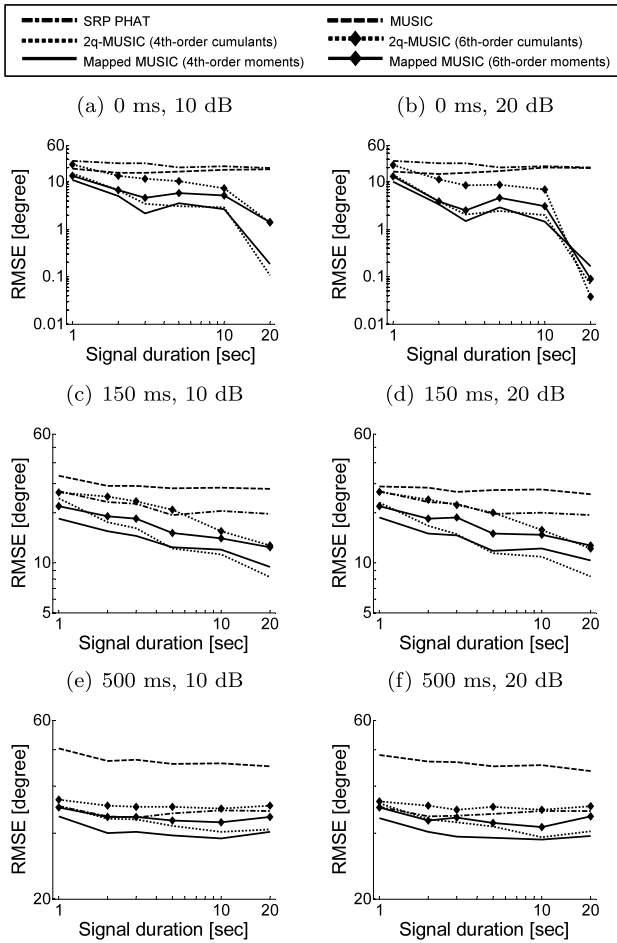 SRP PHAT
MUSIC
2q-MUSIC (4th-order cumulants)
2q-MUSIC (6th-order cumulants)
Mapped MUSIC (4th-order moments)
Mapped MUSIC (6th-order moments)
(a) 0 ms, 10 dB
(b) 0 ms, 20 dB
60
10
1
0.1
0.01
RMSE [degree]
1
10
20
Signal duration [sec]
60
10
1
0.1
0.01
RMSE [degree]
1
10
20
Signal duration [sec]
(c) 150 ms, 10 dB
(d) 150 ms, 20 dB
60
10
5
RMSE [degree]
1
10
20
Signal duration [sec]
60
10
5
RMSE [degree]
1
10
20
Signal duration [sec]
(e) 500 ms, 10 dB
(f) 500 ms, 20 dB
60
20
RMSE [degree]
1
10
20
Signal duration [sec]
60
20
RMSE [degree]
1
10
20
Signal duration [sec]